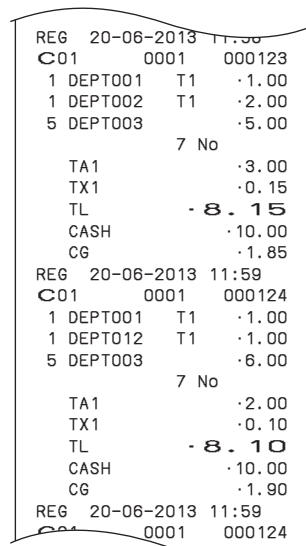 REG 20-06-2013 11:58
C01 0001 000123
1 DEPT001 T1 ·1.00
1 DEPT002 T1 ·2.00
5 DEPT003 ·5.00
7 No
TA1 ·3.00
TX1 ·0.15
TL ·8.15
CASH ·10.00
CG ·1.85
REG 20-06-2013 11:59
C01 0001 000124
1 DEPT001 T1 ·1.00
1 DEPT012 T1 ·1.00
5 DEPT003 ·6.00
7 No
TA1 ·2.00
TX1 ·0.10
TL ·8.10
CASH ·10.00
CG ·1.90
REG 20-06-2013 11:59
C01 0001 000124